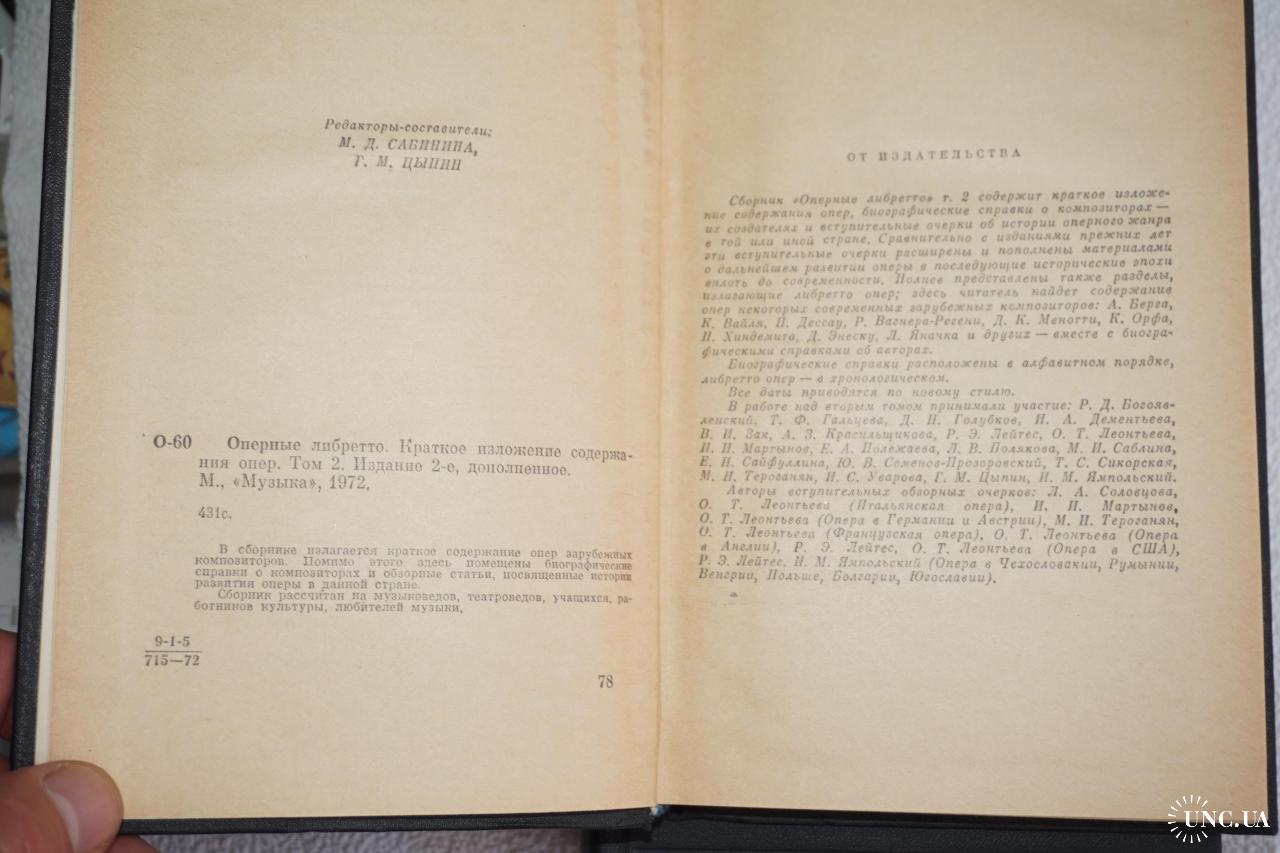 Редакторы-составители:
М. Д. САБИНИНА,
Г. М. ЦЫПИН
О-60 Оперные либретто. Краткое изложение содержа-
ния опер. Том 2. Издание 2-е, дополненное.
М., «Музыка», 1972.
431с.
В сборнике излагается краткое содержание опер зарубежных
композиторов. Помимо этого здесь помещены биографические
справки о композиторах и обзорные статьи, посвященные истории
развития оперы в данной стране.
Сборник рассчитан на музыковедов, театроведов, учащихся, ра-
ботников культуры, любителей музыки.
9-1-5
715—72
78
ОТ ИЗДАТЕЛЬСТВА
Сборник «Оперные либретто» т. 2 содержит краткое изложе-
ние содержания опер, биографические справки о композиторах —
их создателях и вступительные очерки об истории оперного жанра
в той или иной стране. Сравнительно с изданиями прежних лет
эти вступительные очерки расширены и пополнены материалами
о дальнейшем развитии оперы в последующие исторические эпохи
вплоть до современности. Полнее представлены также разделы,
излагающие либретто опер; здесь читатель найдет содержание
опер некоторых современных зарубежных композиторов: А. Берга,
К. Вайля, П. Дессау, Р. Вагнера-Регени, Д. К. Менотти, К. Орфа,
П. Хиндемита, Д. Энеску, Л. Яначка и других — вместе с биогра-
фическими справками об авторах.
Биографические справки расположены в алфавитном порядке,
либретто опер — в хронологическом.
Все даты приводятся по новому стилю.
В работе над вторым томом принимали участие: Р. Д. Богояв-
ленский, Т. Ф. Гальцева, Д. Н. Голубков, И. А. Дементьева,
В. И. Зак, А. З. Красильщикова, Р. Э. Лейтес, О. Т. Леонтьева,
И. И. Мартынов, Е. А. Полежаева, Л. В. Полякова, М. И. Саблина,
Е. Н. Сайфуллина, Ю. В. Семенов-Прозоровский, Т. С. Сикорская,
М. И. Тероганян, И. С. Уварова, Г. М. Цыпин, И. М. Ямпольский.
Авторы вступительных обзорных очерков: Л. А. Соловцова,
О. Т. Леонтьева (Итальянская опера), И. И. Мартынов,
О. Т. Леонтьева (Опера в Германии и Австрии), М. И. Тероганян,
О. Т. Леонтьева (Французская опера), О. Т. Леонтьева (Опера
в Англии), Р. Э. Лейтес, О. Т. Леонтьева (Опера в США),
Р. Э. Лейтес, И. М. Ямпольский (Опера в Чехословакии, Румынии,
Венгрии, Польше, Болгарии, Югославии).
UNC.UA